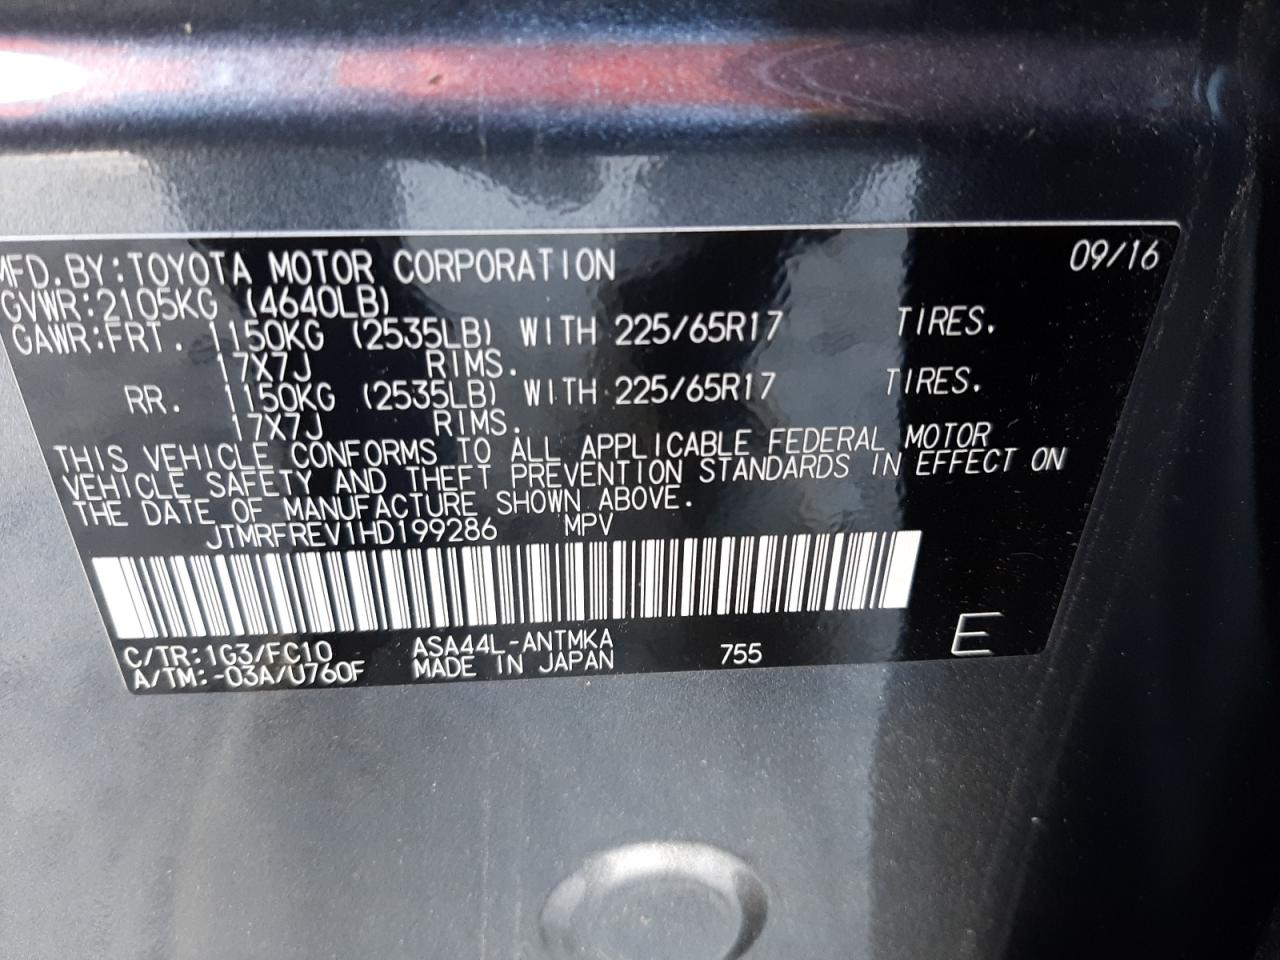 MFD.BY:TOYOTA MOTOR CORPORATION 09/16
GVWR:2105KG (4640LB)
GAWR:FRT. 1150KG (2535LB) WITH 225/65R17 TIRES.
17X7J RIMS.
RR. 1150KG (2535LB) WITH 225/65R17 TIRES.
17X7J RIMS.
THIS VEHICLE CONFORMS TO ALL APPLICABLE FEDERAL MOTOR
VEHICLE SAFETY AND THEFT PREVENTION STANDARDS IN EFFECT ON
THE DATE OF MANUFACTURE SHOWN ABOVE.
JTMRFREV1HD199286 MPV
C/TR:1G3/FC10 ASA44L-ANTMKA 755 E
A/TM:-03A/U760F MADE IN JAPAN